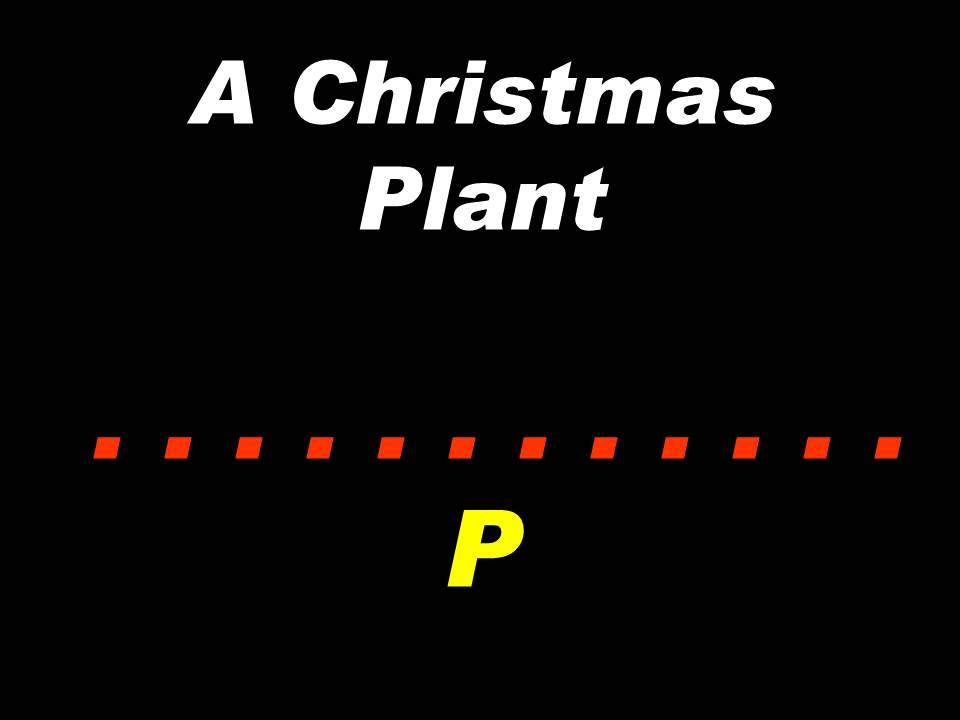 A Christmas
Plant
. . . . . . . . . . . .
P